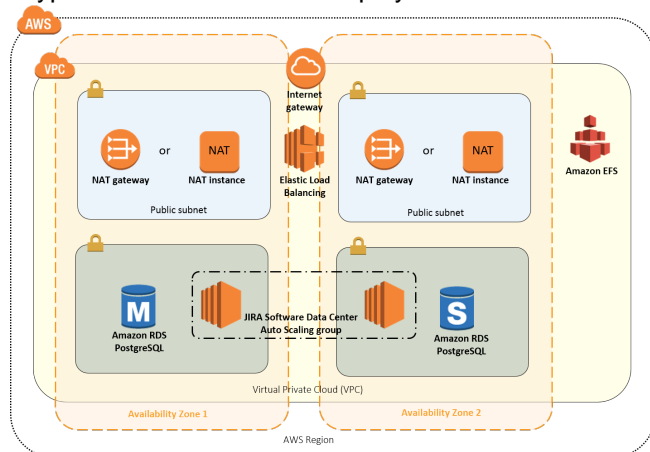 AWS
VPC
Internet
gateway
NAT
NAT
or
or
NAT gateway
NAT instance
Elastic Load
Balancing
NAT gateway
NAT instance
Amazon EFS
Public subnet
Public subnet
M
S
JIRA Software Data Center
Auto Scaling group
Amazon RDS
PostgreSQL
Amazon RDS
PostgreSQL
Virtual Private Cloud (VPC)
Availability Zone 1
Availability Zone 2
AWS Region